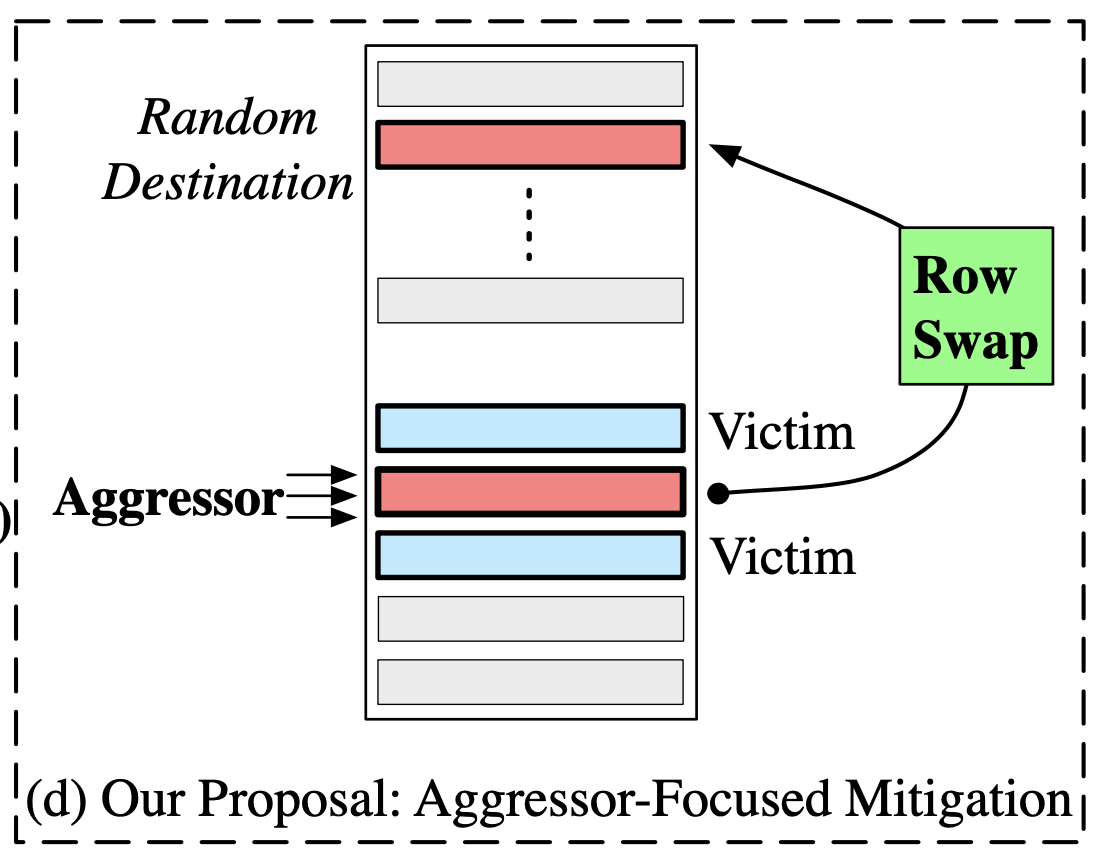 Random
Destination
Row
Swap
Victim
Aggressor
Victim
)
(d) Our Proposal: Aggressor-Focused Mitigation